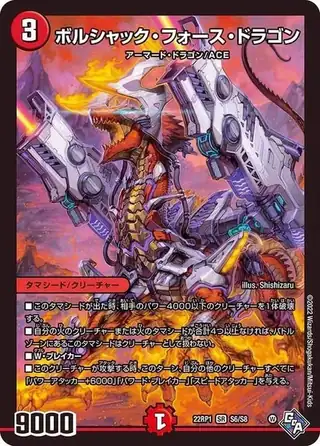 3
ボルシャック・フォース・ドラゴン
アーマード・ドラゴン/ACE
タマシード/クリーチャー
illus. Shishizaru
■このタマシードが出た時、相手のパワー4000以下のクリーチャーを1体破壊
する。
■自分の火のクリーチャーまたは火のタマシードが合計4つ以上なければ、バトル
ゾーンにあるこのタマシードはクリーチャーとしては扱わない。
■W・ブレイカー
■このクリーチャーが攻撃する時、このターン、自分の他のクリーチャーすべてに
「パワーアタッカー+6000」「パワード・ブレイカー」「スピードアタッカー」を与える。
9000
1
22RP1 SR S6/S8